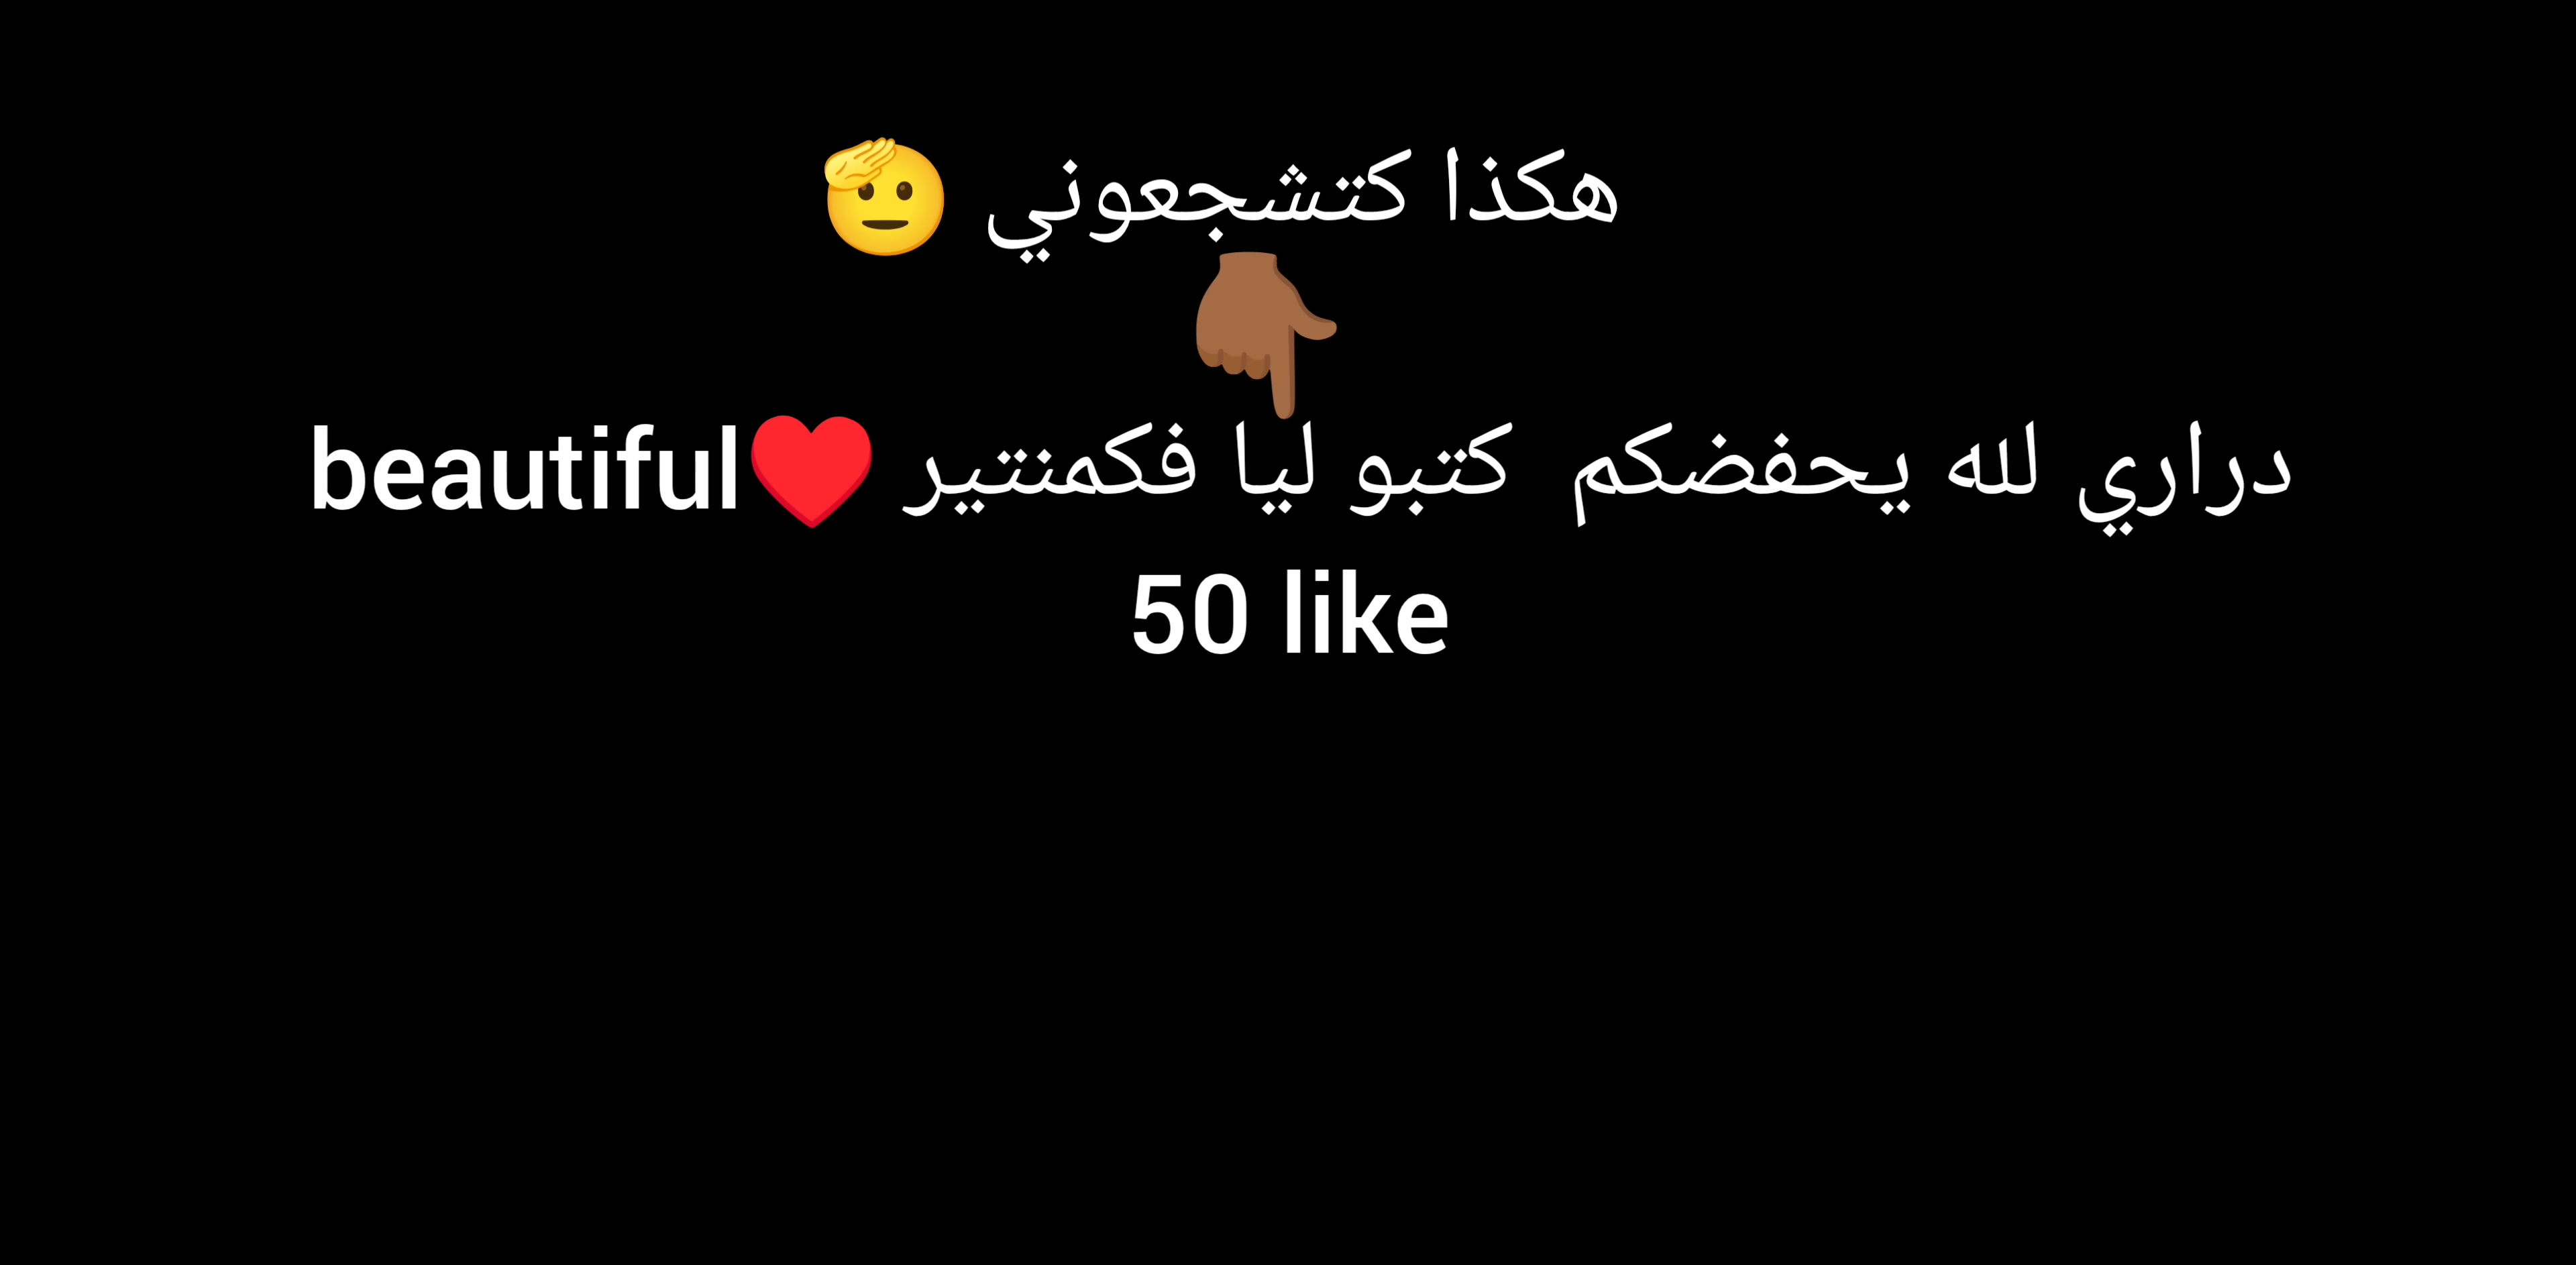 هكذا كتشجعوني 🫡
👇🏾
دراري لله يحفضكم كتبو ليا فكمنتير ❤️beautiful
50 like